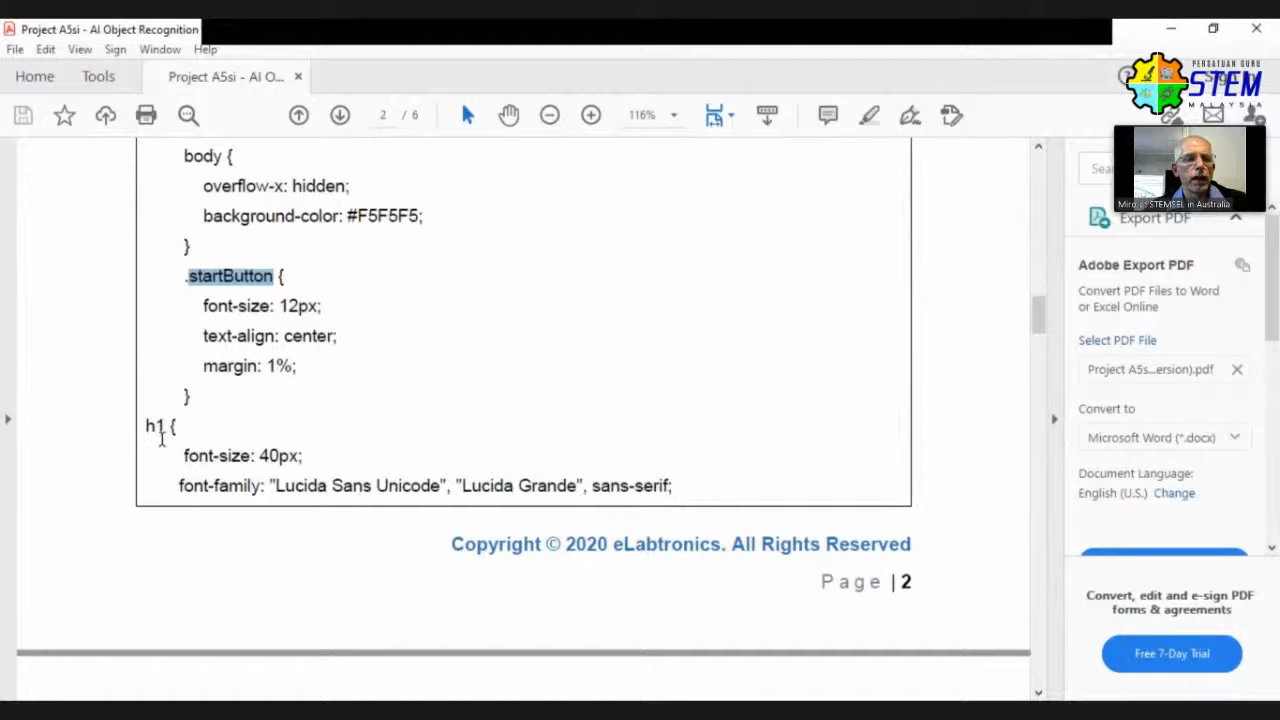 Project A5si - AI Object Recognition
File Edit View Sign Window Help
Home Tools Project A5si - AI O... ×
PERSATUAN GURU
STEM
MALAYSIA
2 / 6 116%
body {
overflow-x: hidden;
background-color: #F5F5F5;
}
.startButton {
font-size: 12px;
text-align: center;
margin: 1%;
}
h1 {
font-size: 40px;
font-family: "Lucida Sans Unicode", "Lucida Grande", sans-serif;
Copyright © 2020 eLabtronics. All Rights Reserved
Page | 2
Sea
Miro at STEMSEL in Australia
Export PDF
Adobe Export PDF
Convert PDF Files to Word
or Excel Online
Select PDF File
Project A5s...ersion).pdf ×
Convert to
Microsoft Word (*.docx)
Document Language:
English (U.S.) Change
Convert, edit and e-sign PDF
forms & agreements
Free 7-Day Trial